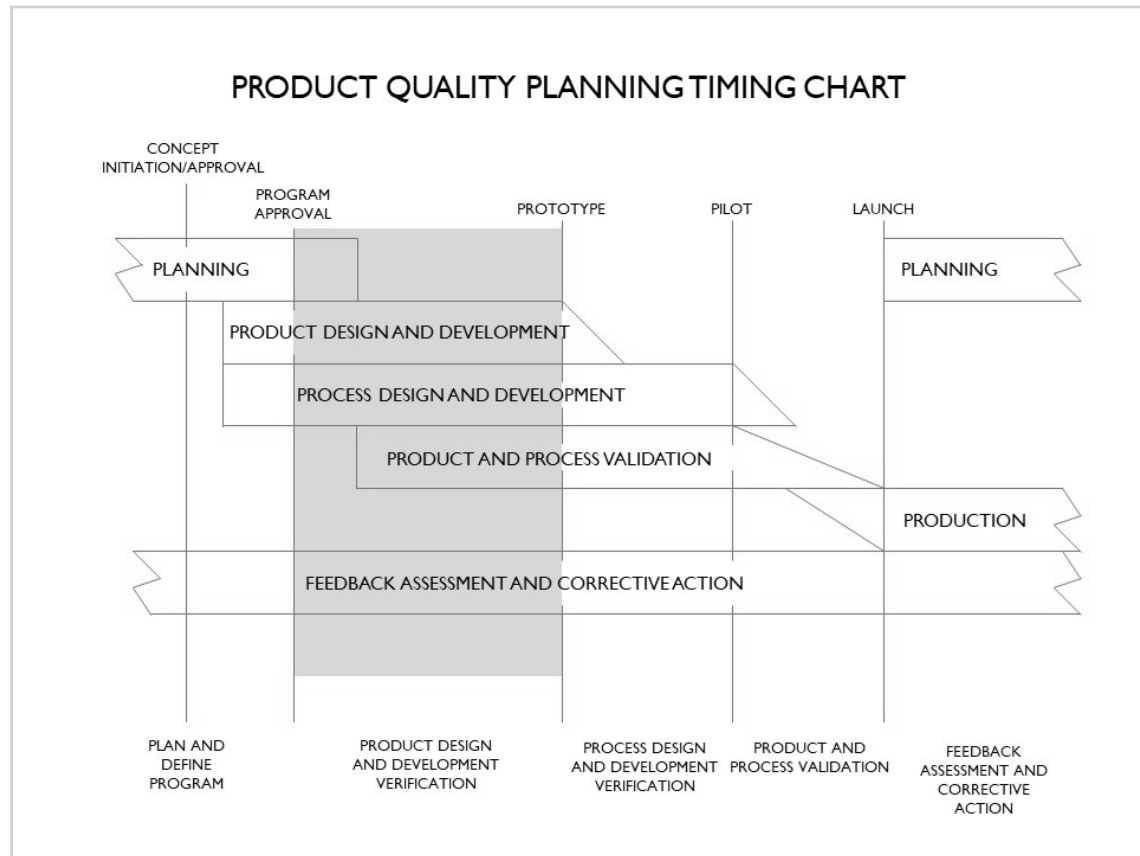 PRODUCT QUALITY PLANNING TIMING CHART
CONCEPT
INITIATION/APPROVAL
PROGRAM
APPROVAL
PROTOTYPE
PILOT
LAUNCH
PLANNING
PLANNING
PRODUCT DESIGN AND DEVELOPMENT
PROCESS DESIGN AND DEVELOPMENT
PRODUCT AND PROCESS VALIDATION
PRODUCTION
FEEDBACK ASSESSMENT AND CORRECTIVE ACTION
PLAN AND
DEFINE
PROGRAM
PRODUCT DESIGN
AND DEVELOPMENT
VERIFICATION
PROCESS DESIGN
AND DEVELOPMENT
VERIFICATION
PRODUCT AND
PROCESS VALIDATION
FEEDBACK
ASSESSMENT AND
CORRECTIVE
ACTION